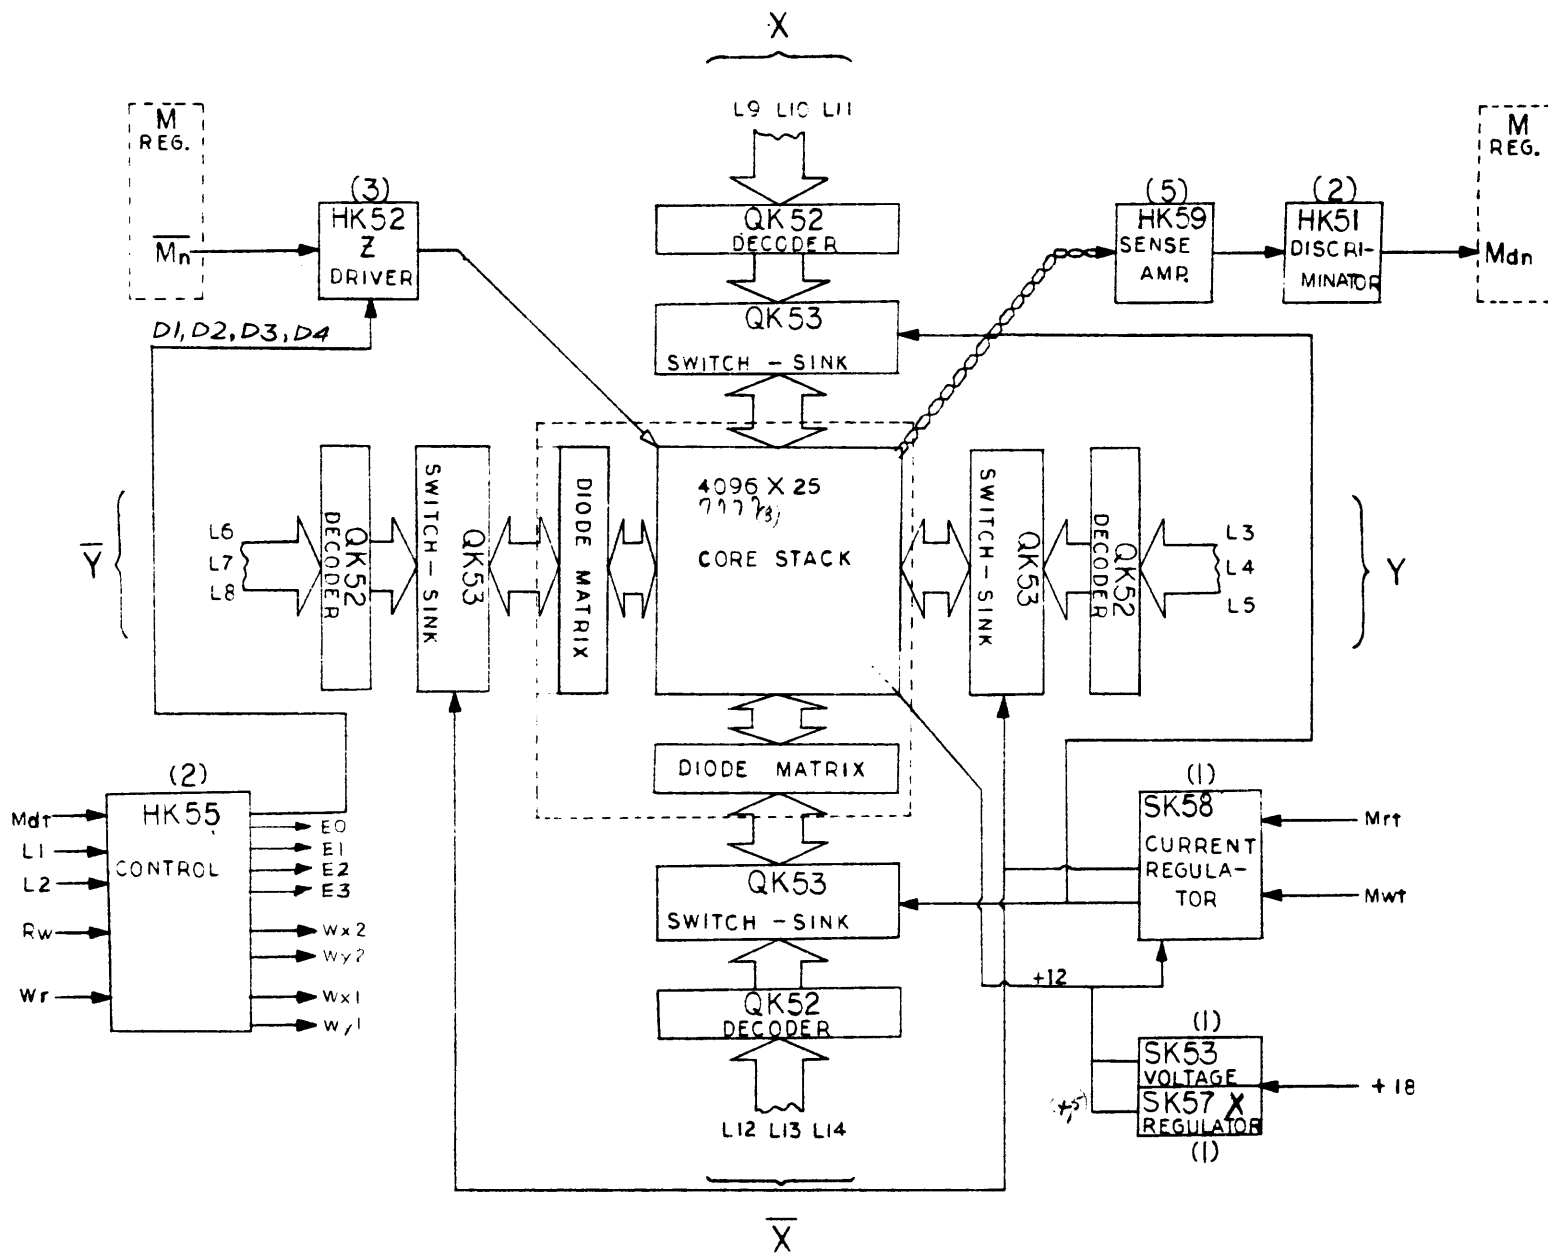 X
L9 L10 L11
M
REG.
M̅n
(3)
HK52
Z
DRIVER
D1, D2, D3, D4
QK52
DECODER
QK53
SWITCH - SINK
(5)
HK59
SENSE
AMP.
(2)
HK51
DISCRI-
MINATOR
M
REG.
Mdn
Y̅
L6
L7
L8
QK52
DECODER
QK53
SWITCH - SINK
DIODE MATRIX
4096 X 25
CORE STACK
QK53
SWITCH - SINK
QK52
DECODER
L3
L4
L5
Y
DIODE MATRIX
QK53
SWITCH - SINK
QK52
DECODER
L12 L13 L14
X̅
(2)
HK55
CONTROL
Mdt
L1
L2
Rw
Wr
E0
E1
E2
E3
Wx2
Wy2
Wx1
Wy1
(1)
SK58
CURRENT
REGULA-
TOR
Mrt
Mwt
+12
(1)
SK53
VOLTAGE
SK57 X
REGULATOR
(1)
+18